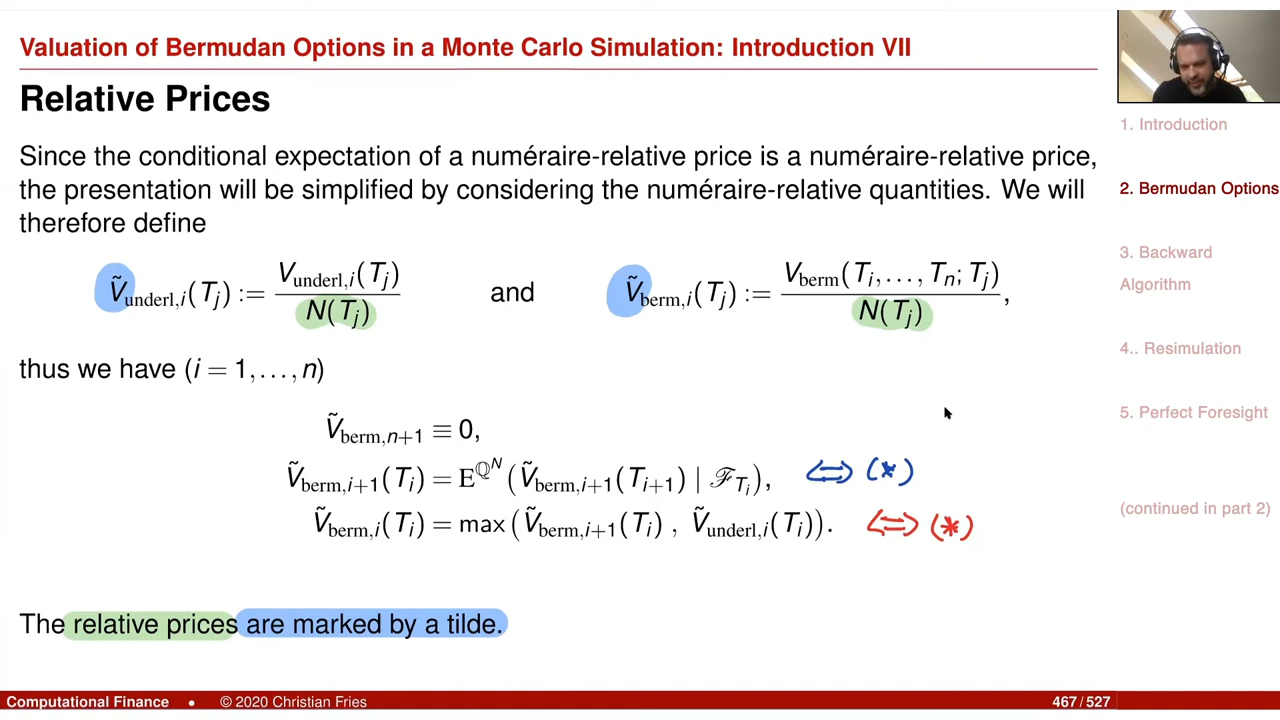 Valuation of Bermudan Options in a Monte Carlo Simulation: Introduction VII
Relative Prices
Since the conditional expectation of a numéraire-relative price is a numéraire-relative price,
the presentation will be simplified by considering the numéraire-relative quantities. We will
therefore define
Ṽ_underl,i(T_j) := V_underl,i(T_j) / N(T_j) and Ṽ_berm,i(T_j) := V_berm(T_i, …, T_n; T_j) / N(T_j),
thus we have (i = 1, …, n)
Ṽ_berm,n+1 ≡ 0,
Ṽ_berm,i+1(T_i) = E^{ℚ^N}(Ṽ_berm,i+1(T_i+1) | ℱ_{T_i}), ⟺ (*)
Ṽ_berm,i(T_i) = max(Ṽ_berm,i+1(T_i), Ṽ_underl,i(T_i)). ⟺ (*)
The relative prices are marked by a tilde.
1. Introduction
2. Bermudan Options
3. Backward
Algorithm
4.. Resimulation
5. Perfect Foresight
(continued in part 2)
Computational Finance • © 2020 Christian Fries 467/527